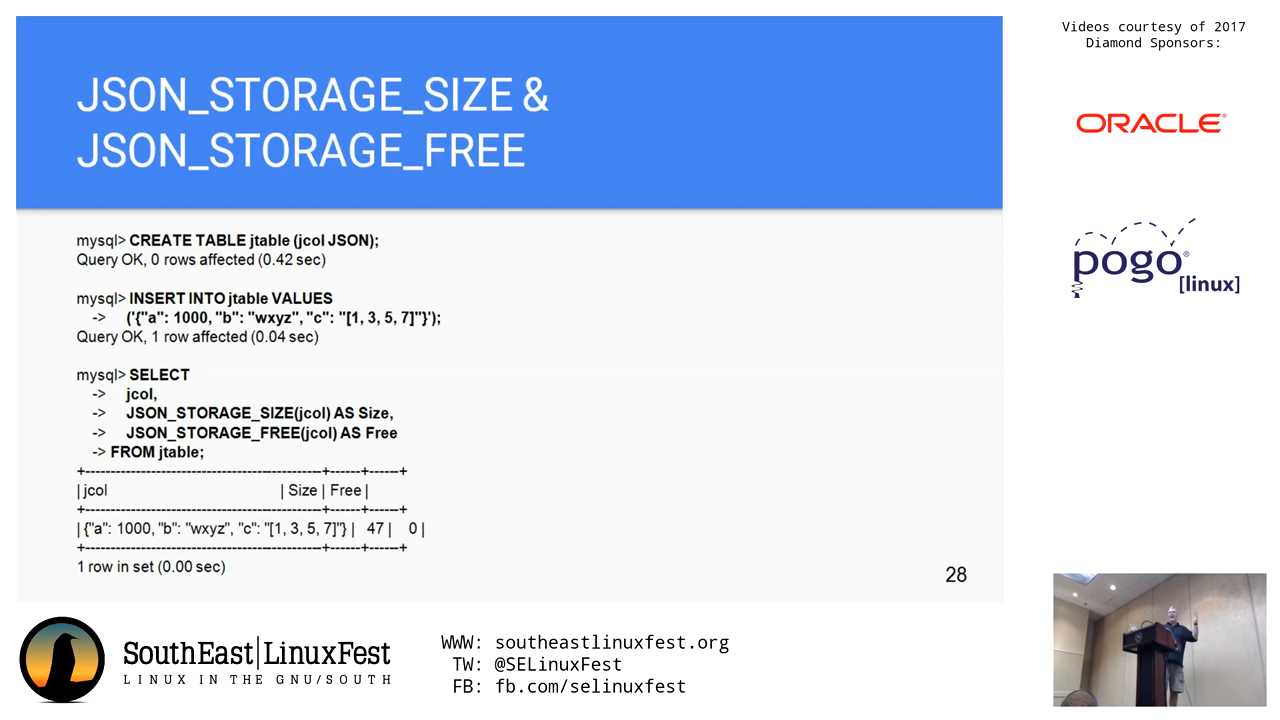 JSON_STORAGE_SIZE &
JSON_STORAGE_FREE
mysql> CREATE TABLE jtable (jcol JSON);
Query OK, 0 rows affected (0.42 sec)
mysql> INSERT INTO jtable VALUES
-> ('{"a": 1000, "b": "wxyz", "c": "[1, 3, 5, 7]"}');
Query OK, 1 row affected (0.04 sec)
mysql> SELECT
-> jcol,
-> JSON_STORAGE_SIZE(jcol) AS Size,
-> JSON_STORAGE_FREE(jcol) AS Free
-> FROM jtable;
+-----------------------------------------------+------+------+
| jcol | Size | Free |
+-----------------------------------------------+------+------+
| {"a": 1000, "b": "wxyz", "c": "[1, 3, 5, 7]"} | 47 | 0 |
+-----------------------------------------------+------+------+
1 row in set (0.00 sec)
28
Videos courtesy of 2017
Diamond Sponsors:
ORACLE®
pogo®
[linux]
SouthEast|LinuxFest
LINUX IN THE GNU/SOUTH
WWW: southeastlinuxfest.org
TW: @SELinuxFest
FB: fb.com/selinuxfest